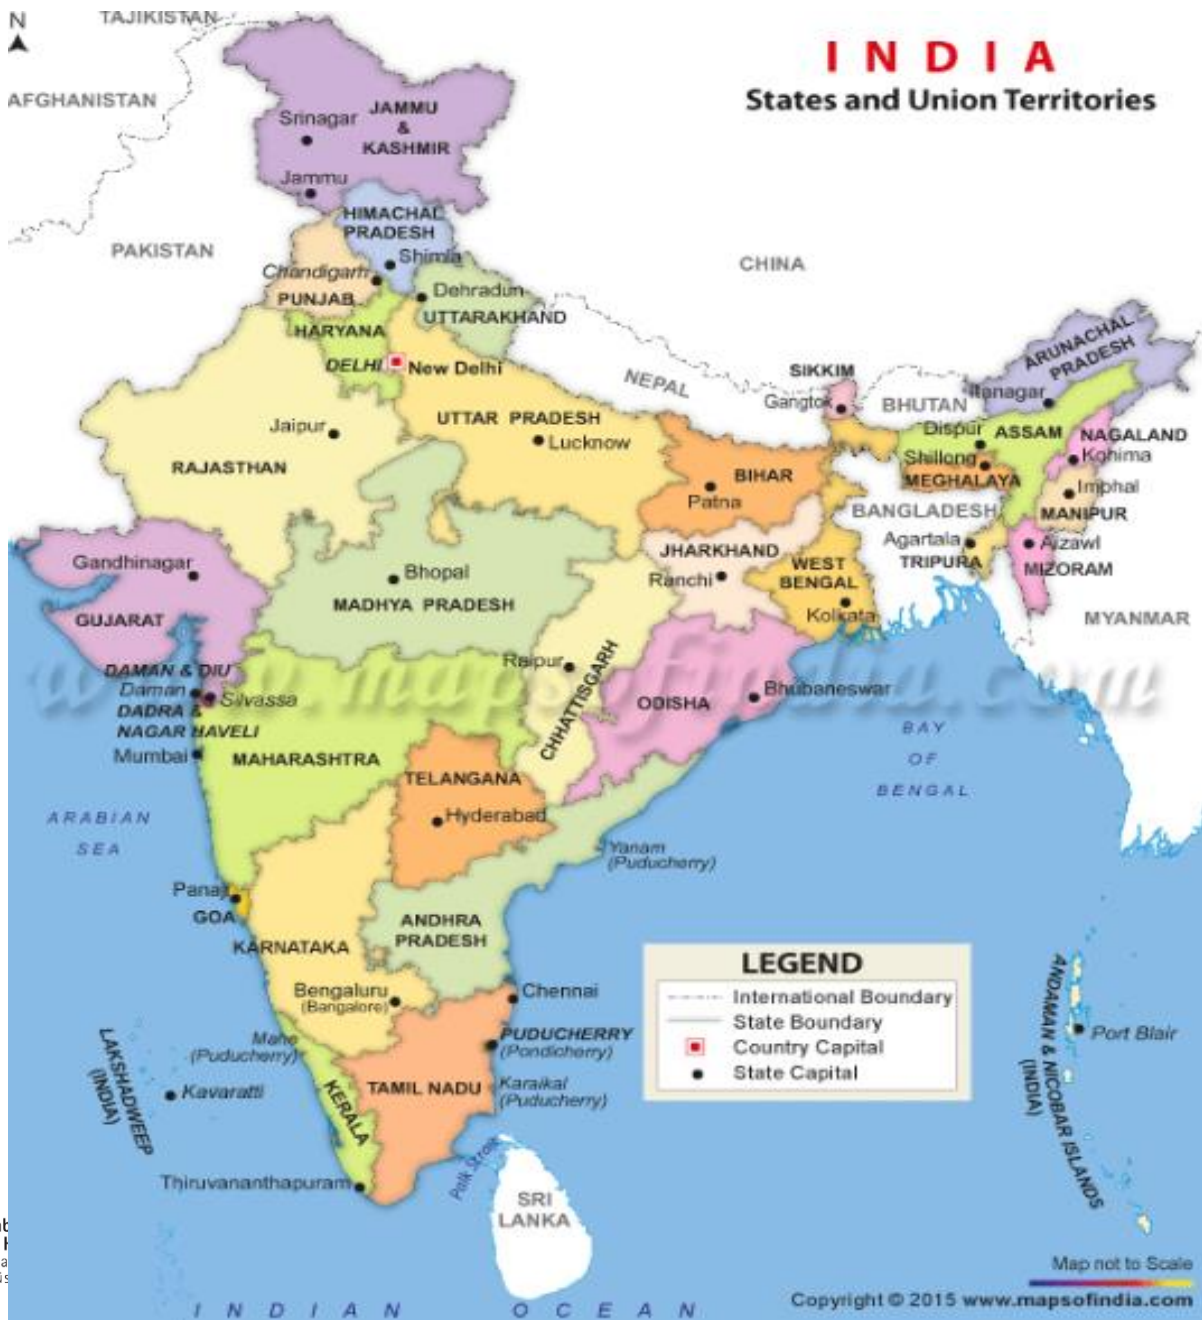 N
TAJIKISTAN
INDIA
States and Union Territories
AFGHANISTAN
JAMMU
&
KASHMIR
Srinagar
Jammu
PAKISTAN
HIMACHAL
PRADESH
Shimla
CHINA
Chandigarh
PUNJAB
Dehradun
UTTARAKHAND
HARYANA
DELHI
New Delhi
NEPAL
SIKKIM
Gangtok
BHUTAN
ARUNACHAL
PRADESH
Itanagar
UTTAR PRADESH
Lucknow
Jaipur
RAJASTHAN
BIHAR
Patna
Dispur
ASSAM
NAGALAND
Kohima
Shillong
MEGHALAYA
Imphal
MANIPUR
BANGLADESH
Agartala
TRIPURA
Aizawl
MIZORAM
MYANMAR
Gandhinagar
GUJARAT
Bhopal
MADHYA PRADESH
JHARKHAND
Ranchi
WEST
BENGAL
Kolkata
www.mapsofindia.com
Raipur
CHHATTISGARH
ODISHA
Bhubaneswar
DAMAN & DIU
Daman
Silvassa
DADRA &
NAGAR HAVELI
Mumbai
MAHARASHTRA
TELANGANA
Hyderabad
BAY
OF
BENGAL
ARABIAN
SEA
Yanam
(Puducherry)
Panaji
GOA
KARNATAKA
ANDHRA
PRADESH
Bengaluru
(Bangalore)
Chennai
LEGEND
International Boundary
State Boundary
Country Capital
State Capital
Mahe
(Puducherry)
PUDUCHERRY
(Pondicherry)
Karaikal
(Puducherry)
TAMIL NADU
KERALA
LAKSHADWEEP
(INDIA)
Kavaratti
Thiruvananthapuram
Palk Strait
SRI
LANKA
ANDAMAN & NICOBAR ISLANDS
(INDIA)
Port Blair
INDIAN OCEAN
Map not to Scale
Copyright © 2015 www.mapsofindia.com